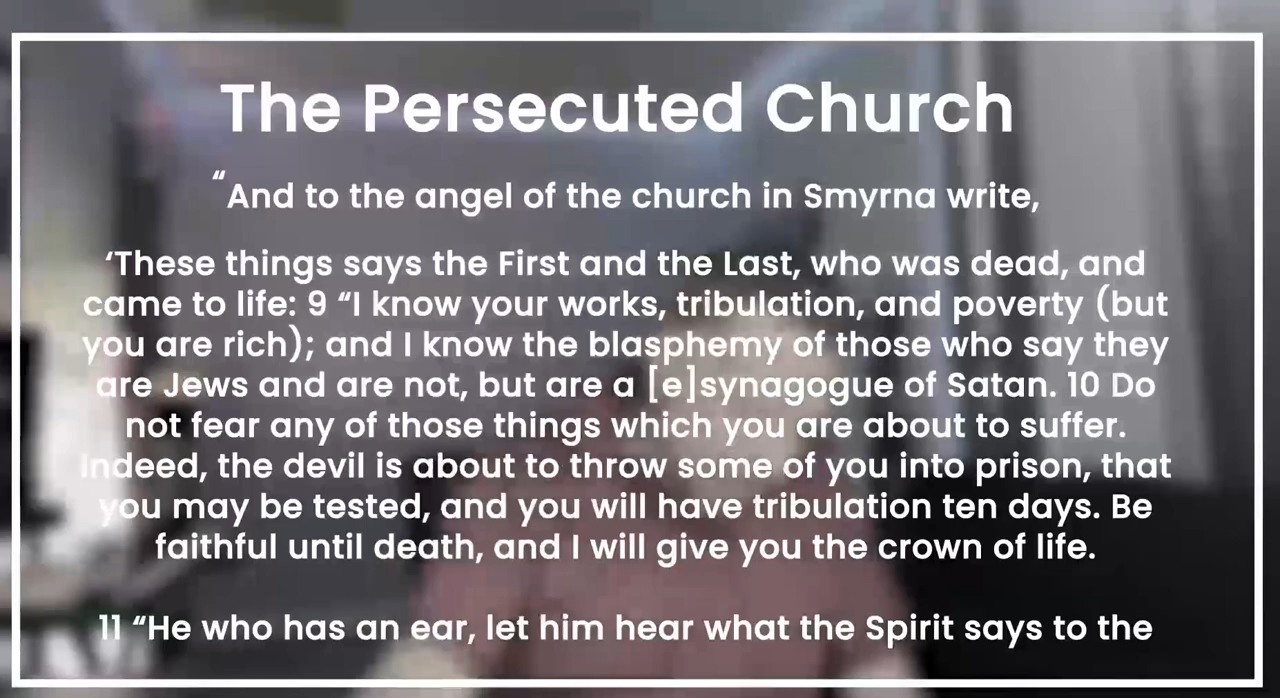 The Persecuted Church
“And to the angel of the church in Smyrna write,
‘These things says the First and the Last, who was dead, and
came to life: 9 “I know your works, tribulation, and poverty (but
you are rich); and I know the blasphemy of those who say they
are Jews and are not, but are a [e]synagogue of Satan. 10 Do
not fear any of those things which you are about to suffer.
Indeed, the devil is about to throw some of you into prison, that
you may be tested, and you will have tribulation ten days. Be
faithful until death, and I will give you the crown of life.
11 “He who has an ear, let him hear what the Spirit says to the